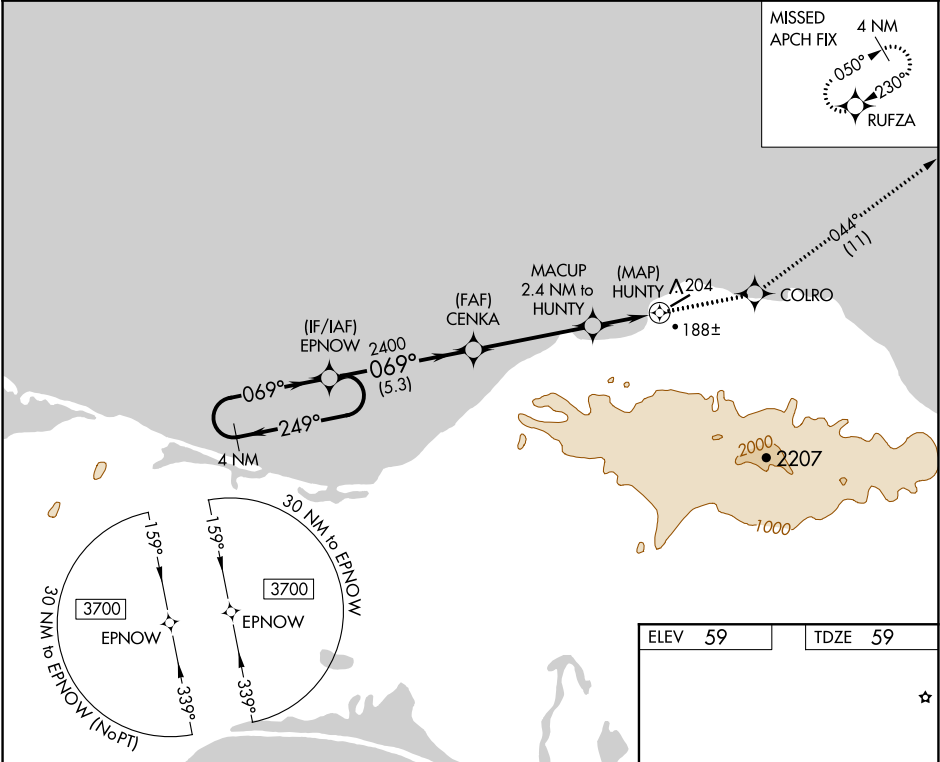 MISSED
APCH FIX
4 NM
050°
230°
RUFZA
044°
(11)
MACUP
2.4 NM to
HUNTY
(MAP)
HUNTY
204
COLRO
188±
(FAF)
CENKA
(IF/IAF)
EPNOW
2400
069°
(5.3)
069°
249°
4 NM
2000
2207
1000
30 NM to EPNOW (NoPT)
159°
3700
EPNOW
339°
30 NM to EPNOW
159°
3700
EPNOW
339°
ELEV 59
TDZE 59